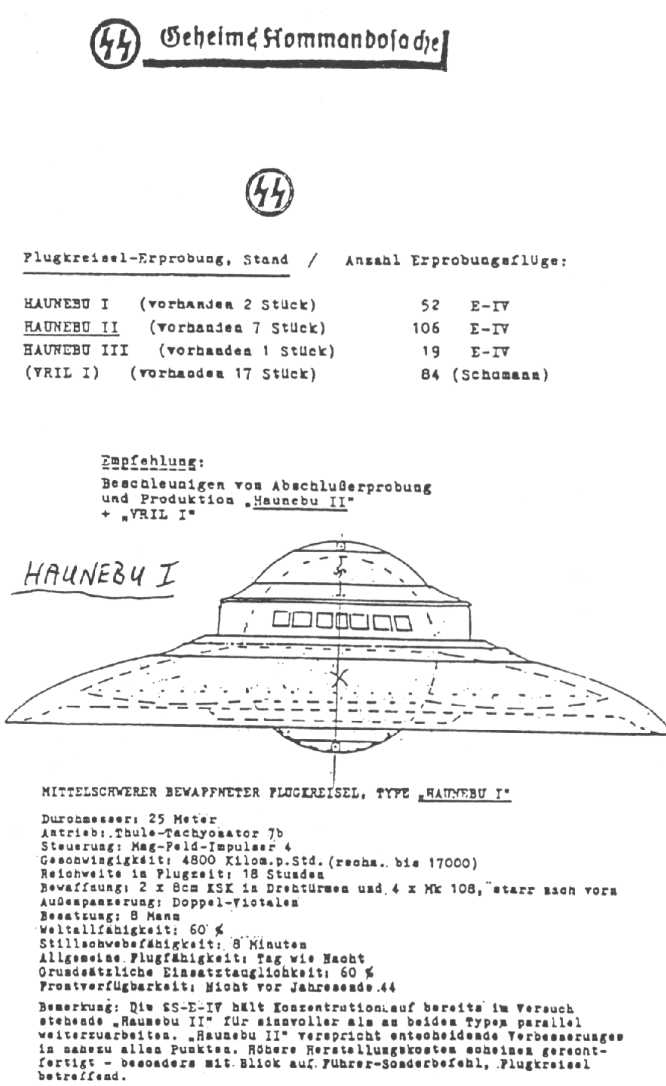 Geheime Kommandosache
Flugkreisel-Erprobung, Stand / Anzahl Erprobungsflüge:
HAUNEBU I (vorhanden 2 Stück) 52 E-IV
HAUNEBU II (vorhanden 7 Stück) 106 E-IV
HAUNEBU III (vorhanden 1 Stück) 19 E-IV
(VRIL I) (vorhanden 17 Stück) 84 (Schumann)
Empfehlung:
Beschleunigen von Abschlußerprobung
und Produktion „Haunebu II"
+ „VRIL I"
HAUNEBU I
MITTELSCHWERER BEWAFFNETER FLUGKREISEL, TYPE „HAUNEBU I"
Durchmesser: 25 Meter
Antrieb: Thule-Tachyonator 7b
Steuerung: Mag-Feld-Impulser 4
Geschwingigkéit: 4800 Kilom.p.Std. (rechn. bis 17000)
Reichweite in Flugzeit: 18 Stunden
Bewaffnung: 2 x 8cm KSK in Drehtürmen und 4 x Mk 108, starr nach vorn
Außenpanzerung: Doppel-Victalen
Besatzung: 8 Mann
Weltallfähigkeit: 60 %
Stillschwebefähigkeit: 8 Minuten
Allgemeine Flugfähigkeit: Tag wie Nacht
Grundsätzliche Einsatztauglichkeit: 60 %
Frontverfügbarkeit: Nicht vor Jahresende 44
Bemerkung: Die SS-E-IV hält Konzentration auf bereits im Versuch
stehende „Haunebu II" für sinnvoller als an beiden Typen parallel
weiterzuarbeiten. „Haunebu II" verspricht entscheidende Verbesserungen
in nahezu allen Punkten. Höhere Herstellungskosten scheinen gerecht-
fertigt - besonders mit Blick auf Führer-Sonderbefehl, Flugkreisel
betreffend.